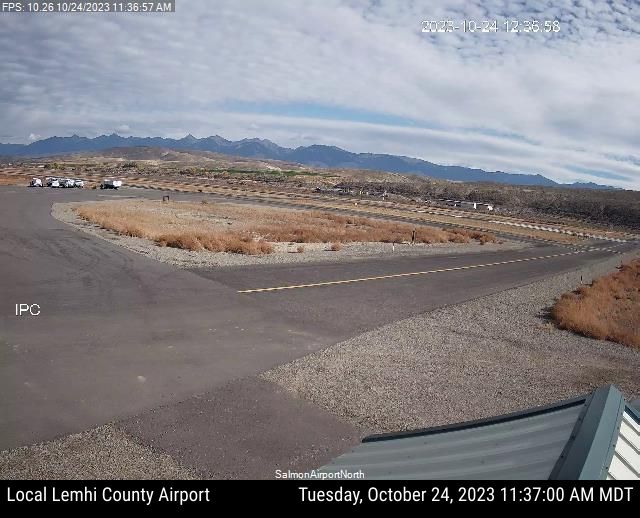 FPS: 10.26 10/24/2023 11:36:57 AM
2023-10-24 12:36:58
IPC
SalmonAirportNorth
Local Lemhi County Airport
Tuesday, October 24, 2023 11:37:00 AM MDT